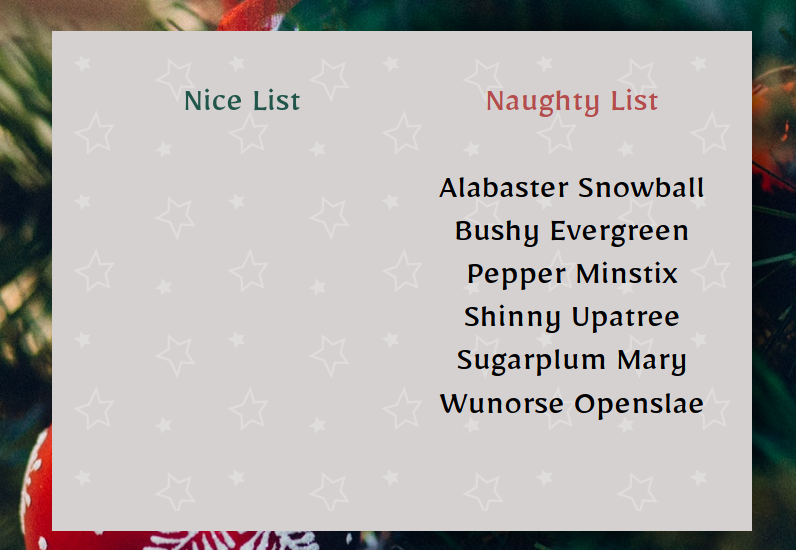 Nice List
Naughty List
Alabaster Snowball
Bushy Evergreen
Pepper Minstix
Shinny Upatree
Sugarplum Mary
Wunorse Openslae